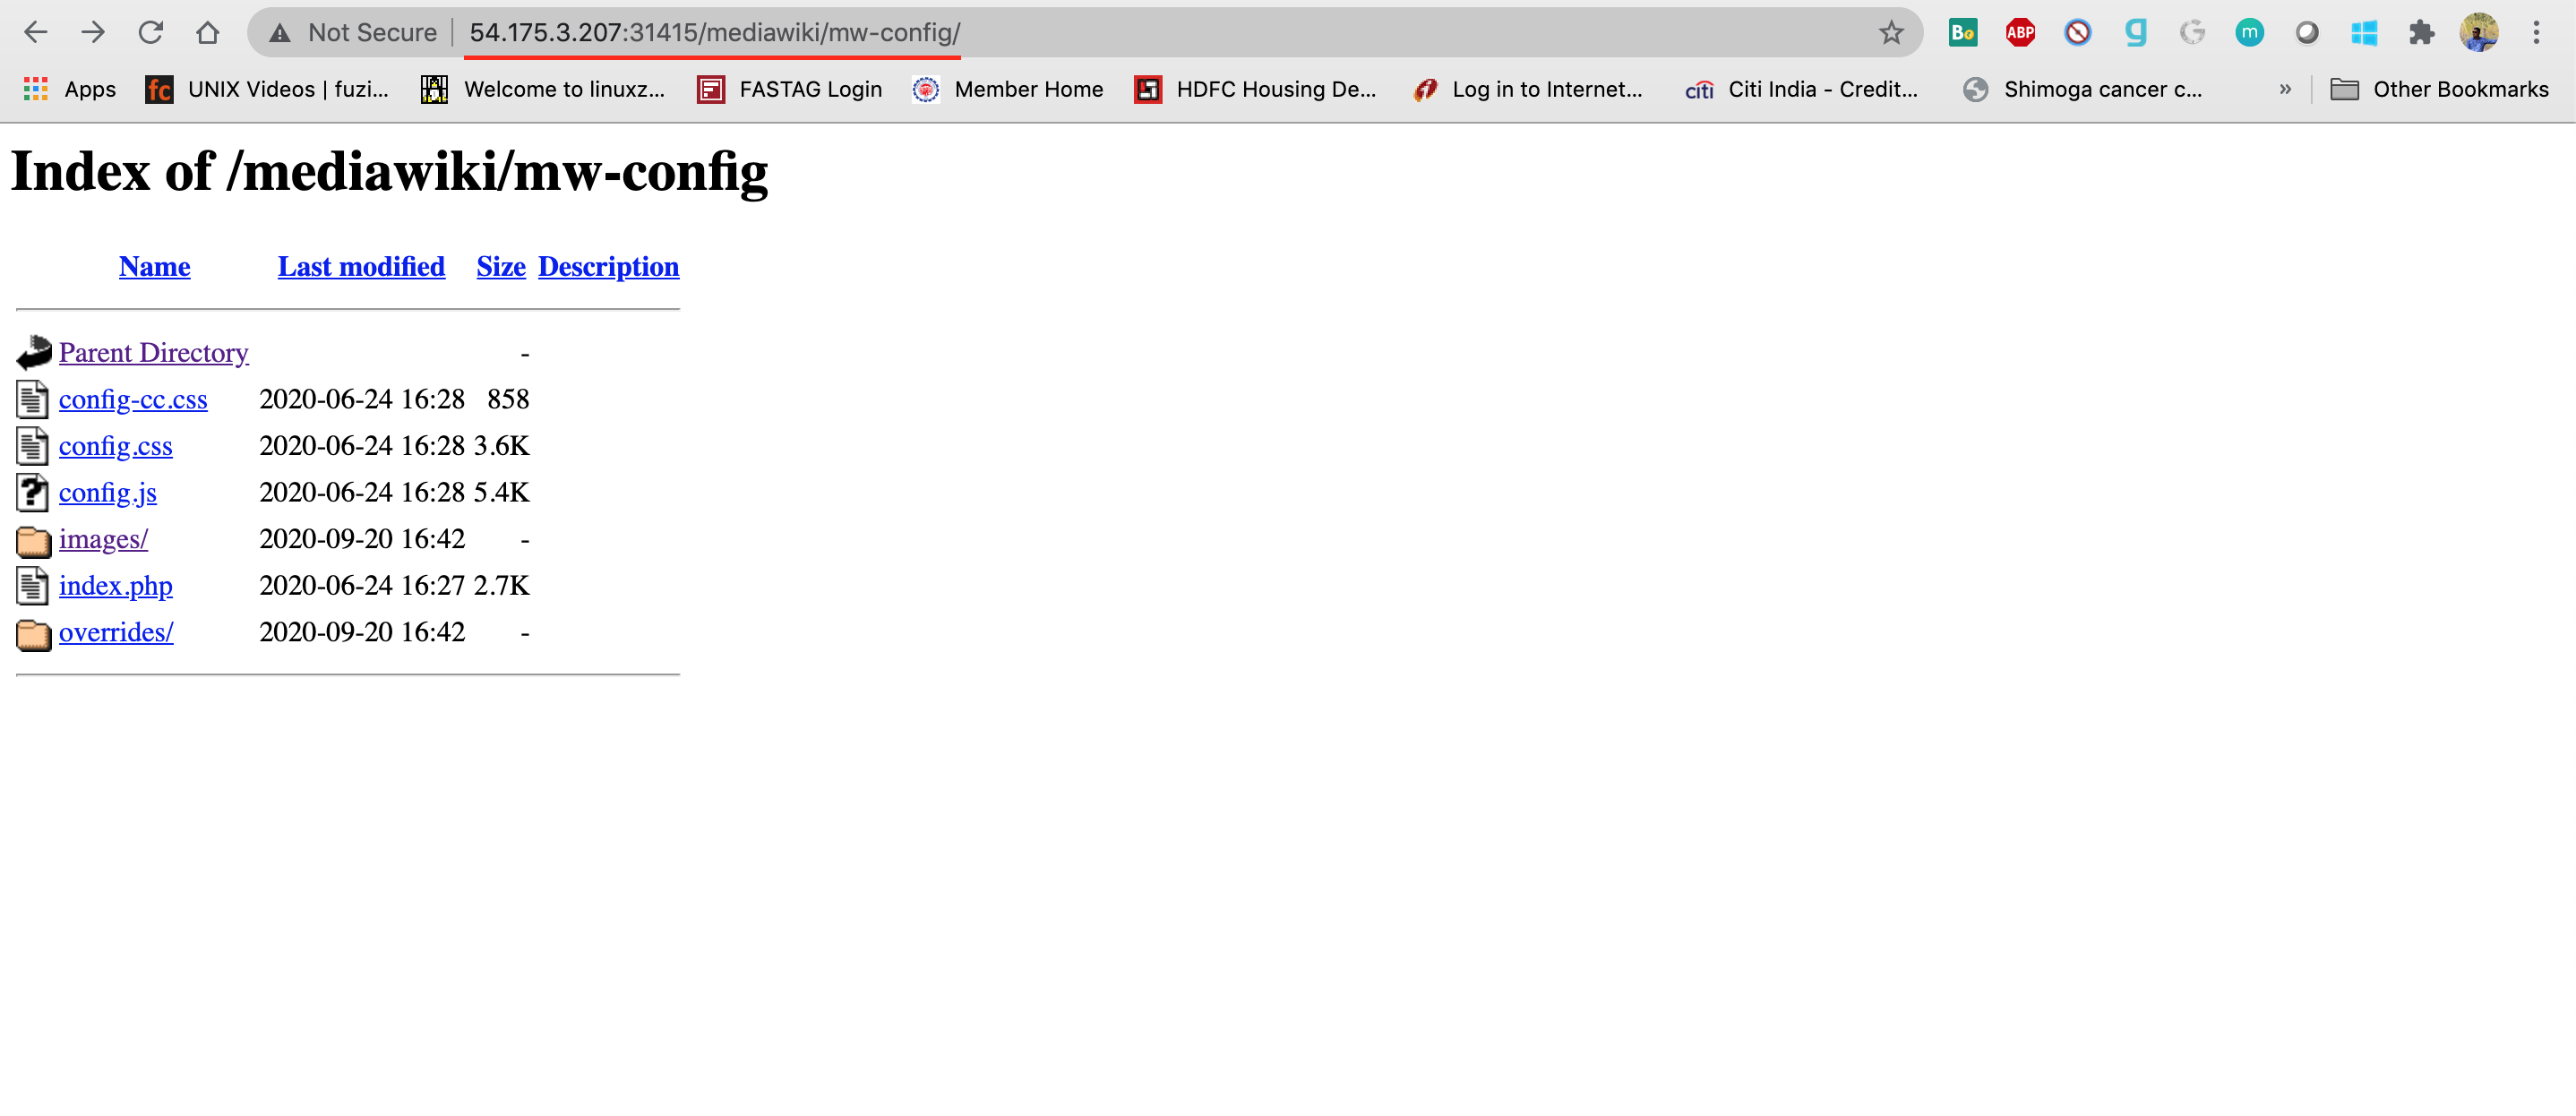 Not Secure 54.175.3.207:31415/mediawiki/mw-config/
Bo ABP g G m
Apps fc UNIX Videos | fuzi... Welcome to linuxz... FASTAG Login Member Home HDFC Housing De... Log in to Internet... citi Citi India - Credit... Shimoga cancer c... » Other Bookmarks
Index of /mediawiki/mw-config
Name Last modified Size Description
Parent Directory -
config-cc.css 2020-06-24 16:28 858
config.css 2020-06-24 16:28 3.6K
config.js 2020-06-24 16:28 5.4K
images/ 2020-09-20 16:42 -
index.php 2020-06-24 16:27 2.7K
overrides/ 2020-09-20 16:42 -